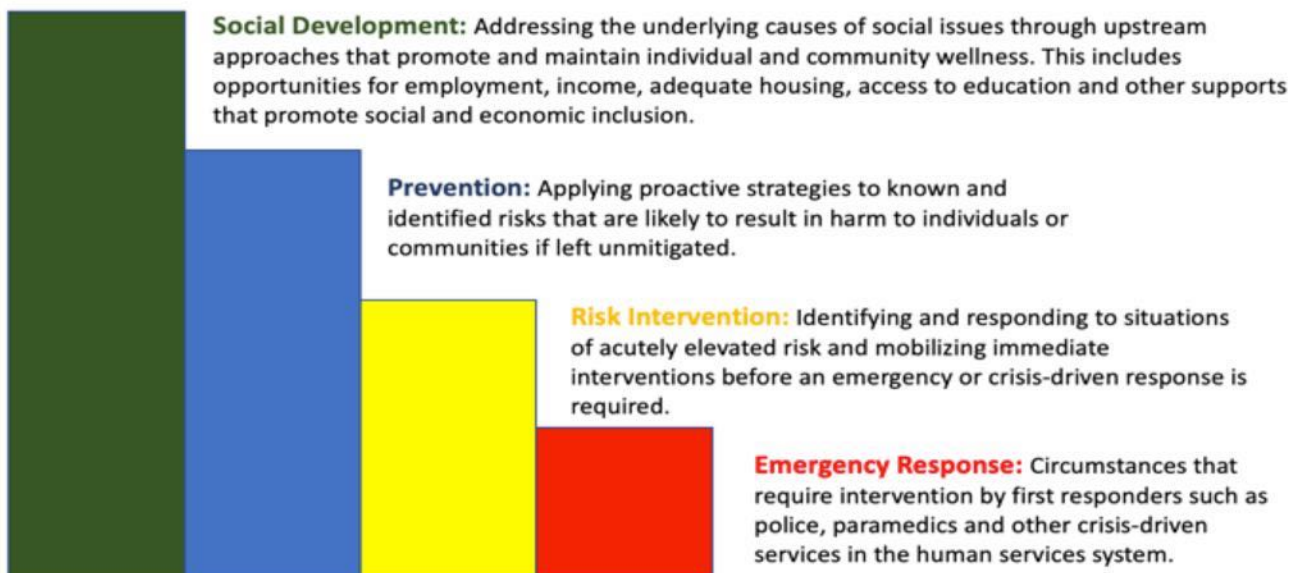 Social Development: Addressing the underlying causes of social issues through upstream
approaches that promote and maintain individual and community wellness. This includes
opportunities for employment, income, adequate housing, access to education and other supports
that promote social and economic inclusion.
Prevention: Applying proactive strategies to known and
identified risks that are likely to result in harm to individuals or
communities if left unmitigated.
Risk Intervention: Identifying and responding to situations
of acutely elevated risk and mobilizing immediate
interventions before an emergency or crisis-driven response is
required.
Emergency Response: Circumstances that
require intervention by first responders such as
police, paramedics and other crisis-driven
services in the human services system.